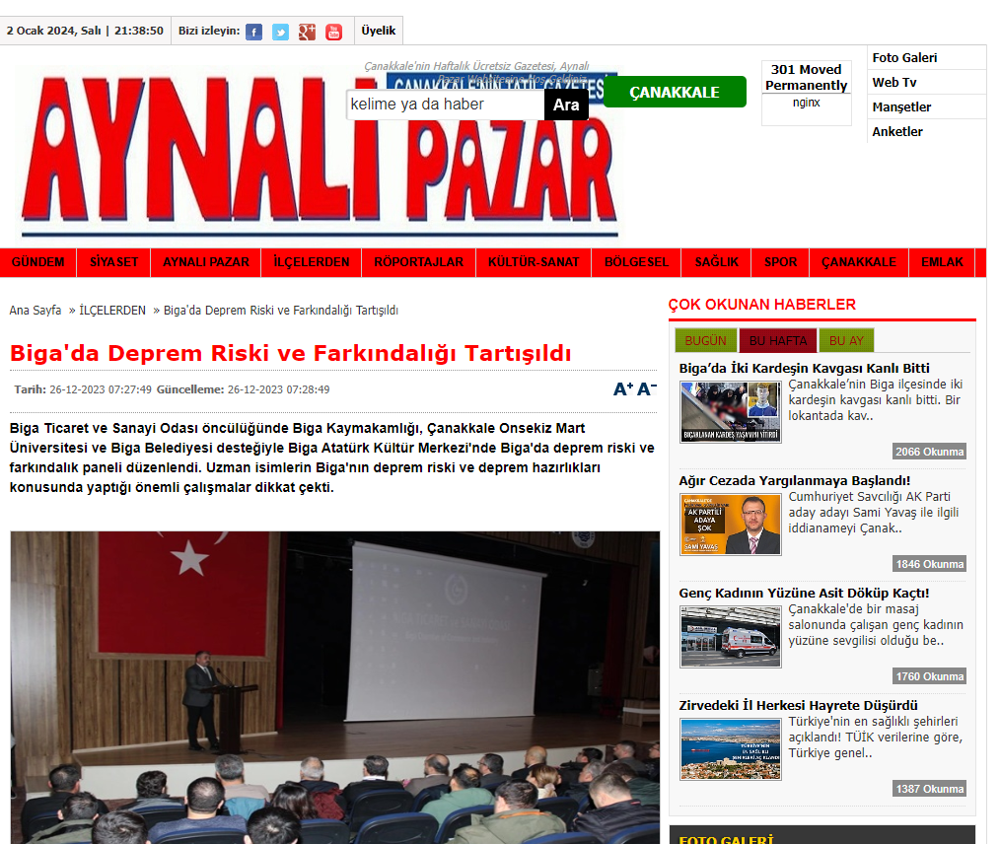 2 Ocak 2024, Salı | 21:38:50
Bizi izleyin:
Üyelik
Çanakkale'nin Haftalık Ücretsiz Gazetesi, Aynalı
Pazar Websitesine Hoş Geldiniz.
ÇANAKKALE'NİN TATİL GAZETESİ
AYNALI PAZAR
kelime ya da haber
Ara
ÇANAKKALE
301 Moved
Permanently
nginx
Foto Galeri
Web Tv
Manşetler
Anketler
GÜNDEM
SİYASET
AYNALI PAZAR
İLÇELERDEN
RÖPORTAJLAR
KÜLTÜR-SANAT
BÖLGESEL
SAĞLIK
SPOR
ÇANAKKALE
EMLAK
Ana Sayfa » İLÇELERDEN » Biga'da Deprem Riski ve Farkındalığı Tartışıldı
Biga'da Deprem Riski ve Farkındalığı Tartışıldı
Tarih: 26-12-2023 07:27:49 Güncelleme: 26-12-2023 07:28:49
A+ A-
Biga Ticaret ve Sanayi Odası öncülüğünde Biga Kaymakamlığı, Çanakkale Onsekiz Mart
Üniversitesi ve Biga Belediyesi desteğiyle Biga Atatürk Kültür Merkezi'nde Biga'da deprem riski ve
farkındalık paneli düzenlendi. Uzman isimlerin Biga'nın deprem riski ve deprem hazırlıkları
konusunda yaptığı önemli çalışmalar dikkat çekti.
ÇOK OKUNAN HABERLER
BUGÜN
BU HAFTA
BU AY
Biga’da İki Kardeşin Kavgası Kanlı Bitti
BIÇAKLANAN KARDEŞ YAŞAMINI YİTİRDİ
Çanakkale’nin Biga ilçesinde iki
kardeşin kavgası kanlı bitti. Bir
lokantada kav..
2066 Okunma
Ağır Cezada Yargılanmaya Başlandı!
AK PARTİLİ
ADAYA
ŞOK
SAMİ YAVAŞ
Cumhuriyet Savcılığı AK Parti
aday adayı Sami Yavaş ile ilgili
iddianameyi Çanak..
1846 Okunma
Genç Kadının Yüzüne Asit Döküp Kaçtı!
Çanakkale'de bir masaj
salonunda çalışan genç kadının
yüzüne sevgilisi olduğu be..
1760 Okunma
Zirvedeki İl Herkesi Hayrete Düşürdü
TÜRKİYE'NİN
EN SAĞLIKLI
ŞEHİRLERİ AÇIKLANDI
Türkiye'nin en sağlıklı şehirleri
açıklandı! TÜİK verilerine göre,
Türkiye genel..
1387 Okunma
FOTO GALERİ